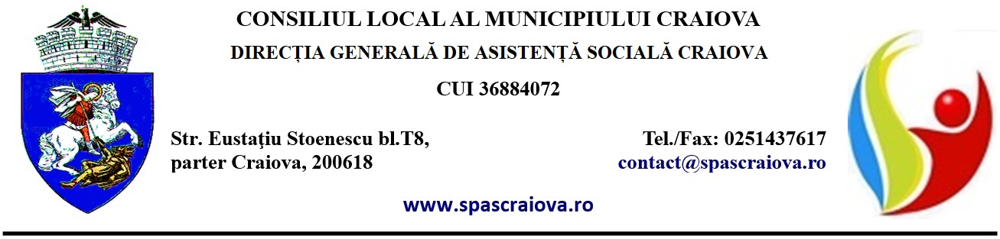 CONSILIUL LOCAL AL MUNICIPIULUI CRAIOVA
DIRECȚIA GENERALĂ DE ASISTENȚĂ SOCIALĂ CRAIOVA
CUI 36884072
Str. Eustaţiu Stoenescu bl.T8,
parter Craiova, 200618
Tel./Fax: 0251437617
contact@spascraiova.ro
www.spascraiova.ro